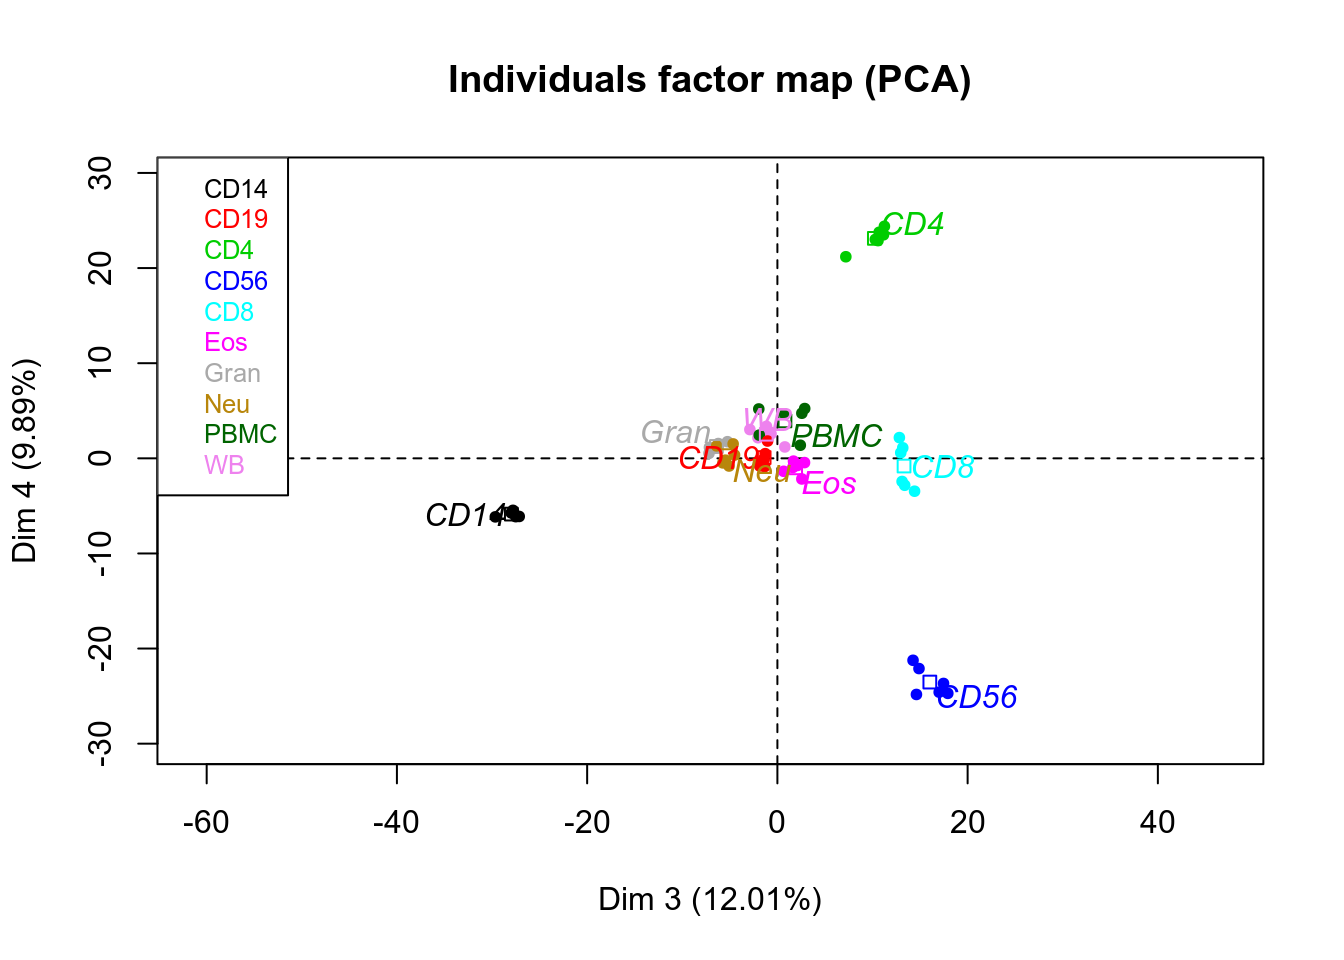 Individuals factor map (PCA)
30
20
10
0
-10
-20
-30
Dim 4 (9.89%)
CD14
CD19
CD4
CD56
CD8
Eos
Gran
Neu
PBMC
WB
CD4
WB
Gran
PBMC
CD19
Neu
CD8
Eos
CD14
CD56
-60
-40
-20
0
20
40
Dim 3 (12.01%)